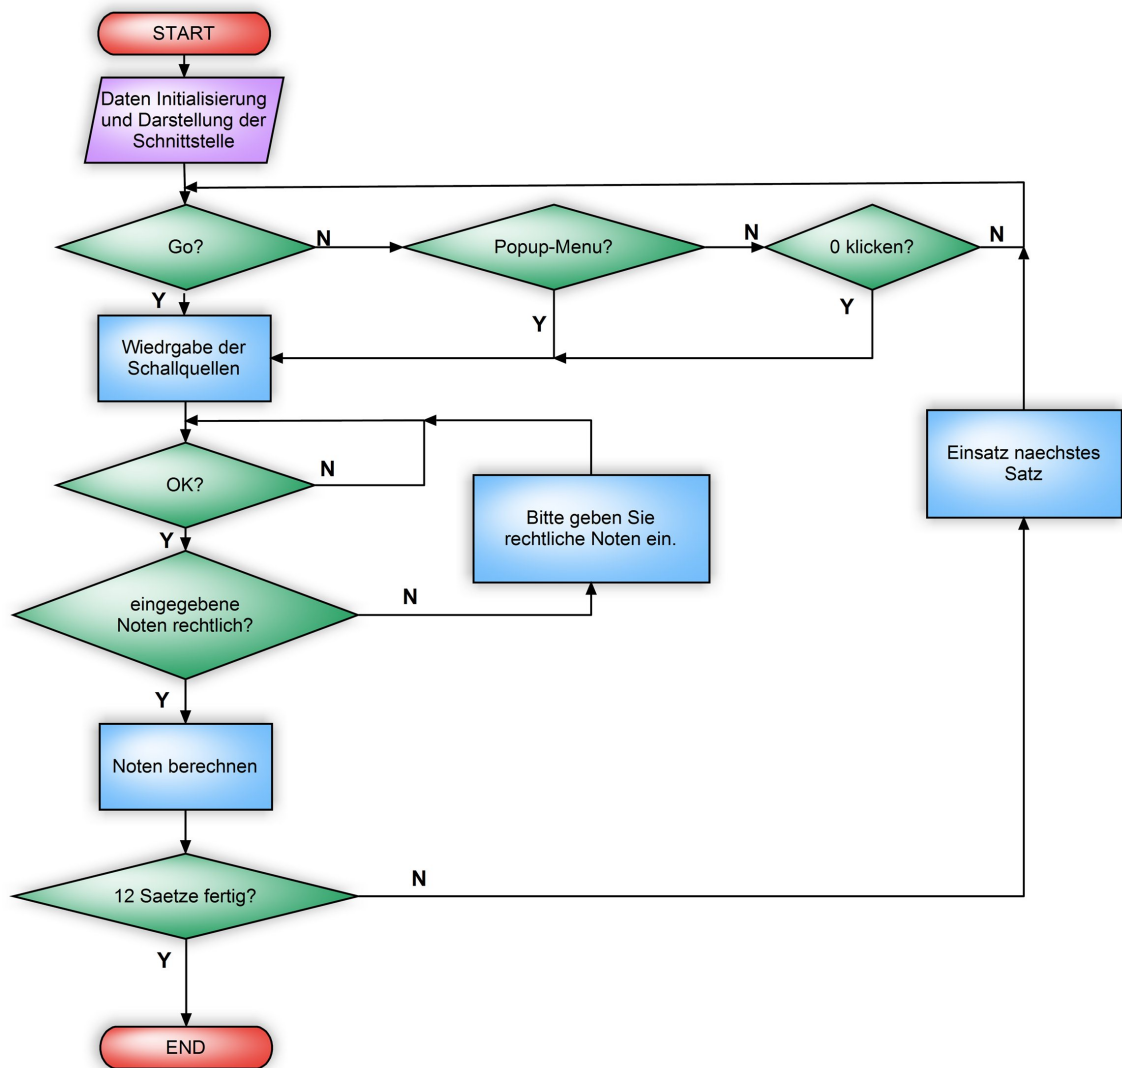 START
Daten Initialisierung
und Darstellung der
Schnittstelle
Go?
N
Popup-Menu?
N
0 klicken?
N
Y
Y
Y
Wiedrgabe der
Schallquellen
OK?
N
Einsatz naechstes
Satz
Bitte geben Sie
rechtliche Noten ein.
Y
eingegebene
Noten rechtlich?
N
Y
Noten berechnen
12 Saetze fertig?
N
Y
END